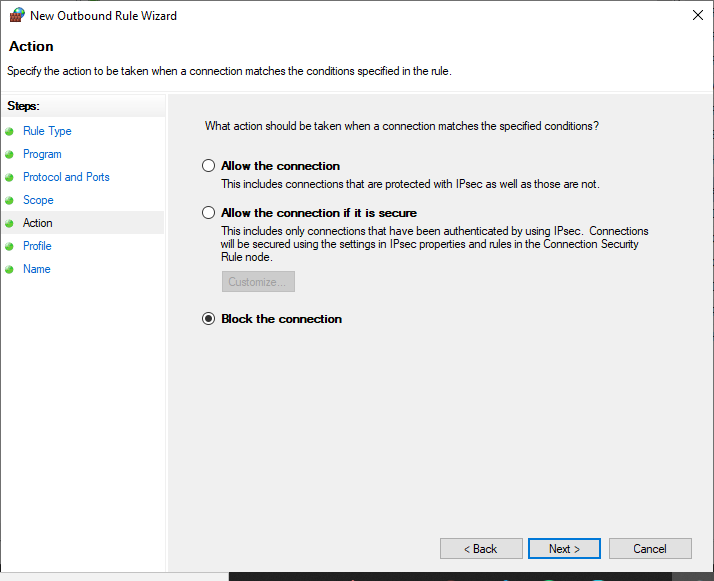 New Outbound Rule Wizard
Action
Specify the action to be taken when a connection matches the conditions specified in the rule.
Steps:
Rule Type
Program
Protocol and Ports
Scope
Action
Profile
Name
What action should be taken when a connection matches the specified conditions?
Allow the connection
This includes connections that are protected with IPsec as well as those are not.
Allow the connection if it is secure
This includes only connections that have been authenticated by using IPsec. Connections
will be secured using the settings in IPsec properties and rules in the Connection Security
Rule node.
Customize...
Block the connection
< Back
Next >
Cancel